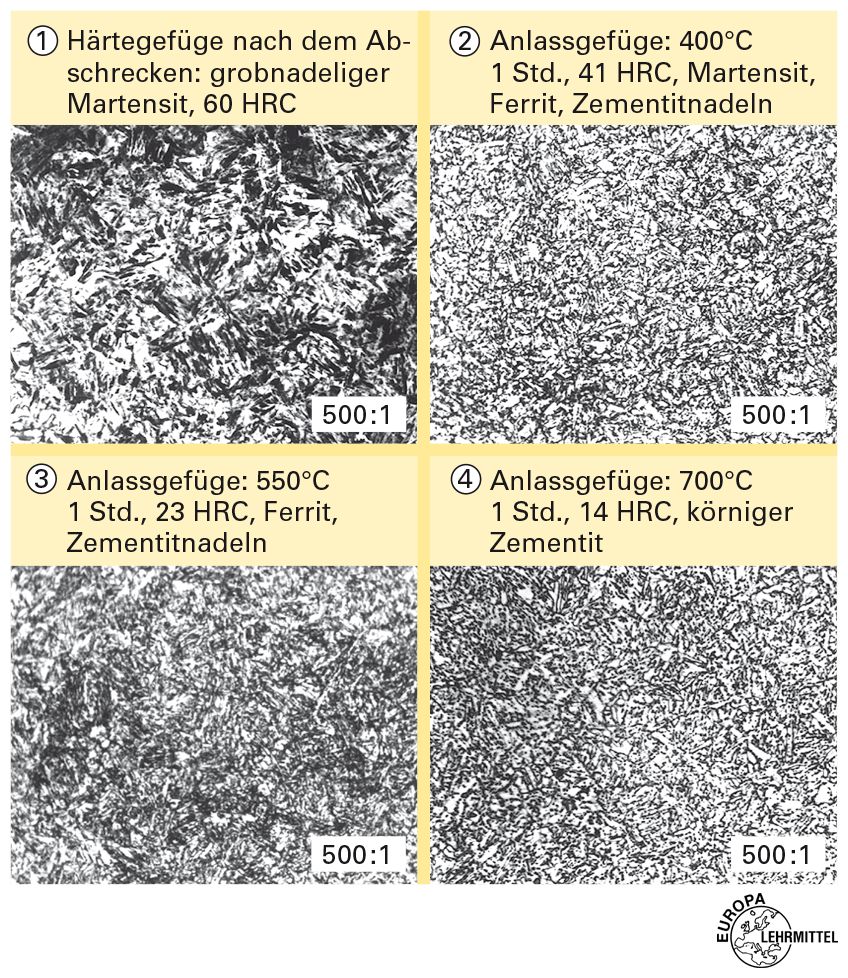 ① Härtegefüge nach dem Ab-
schrecken: grobnadeliger
Martensit, 60 HRC
500:1
② Anlassgefüge: 400°C
1 Std., 41 HRC, Martensit,
Ferrit, Zementitnadeln
500:1
③ Anlassgefüge: 550°C
1 Std., 23 HRC, Ferrit,
Zementitnadeln
500:1
④ Anlassgefüge: 700°C
1 Std., 14 HRC, körniger
Zementit
500:1
EUROPA
LEHRMITTEL